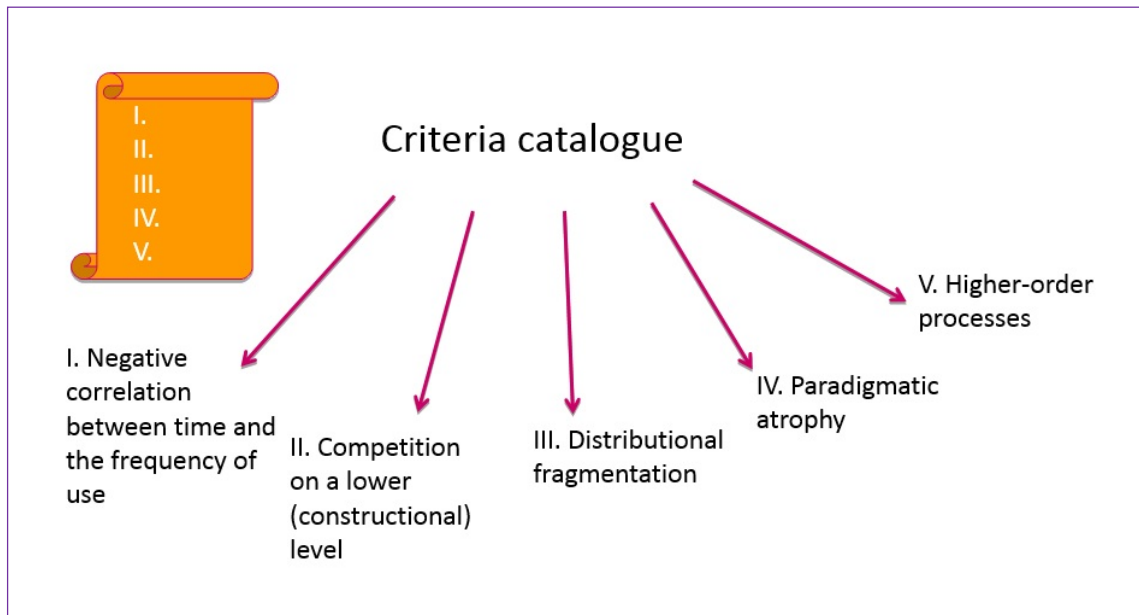 I.
II.
III.
IV.
V.
Criteria catalogue
I. Negative
correlation
between time and
the frequency of
use
II. Competition
on a lower
(constructional)
level
III. Distributional
fragmentation
IV. Paradigmatic
atrophy
V. Higher-order
processes